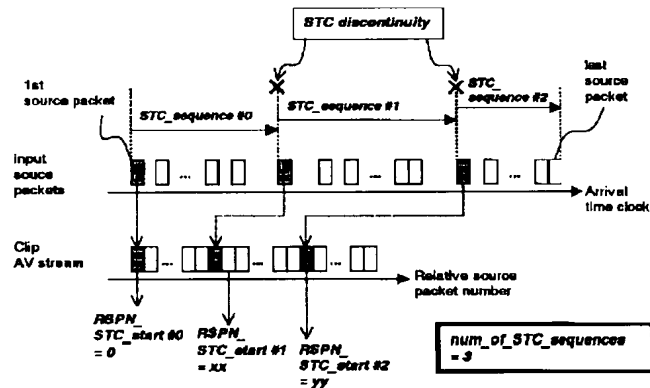 STC discontinuity
1st
source packet
last
source
packet
STC_
sequence #2
STC_sequence #1
STC_sequence #0
input
souce
packets
...
...
...
Arrival
time clock
Clip
AV stream
...
...
...
Relative source
packet number
RSPN_
STC_start #0
= 0
RSPN_
STC_start #1
= xx
RSPN_
STC_start #2
= yy
num_of_STC_sequences
= 3